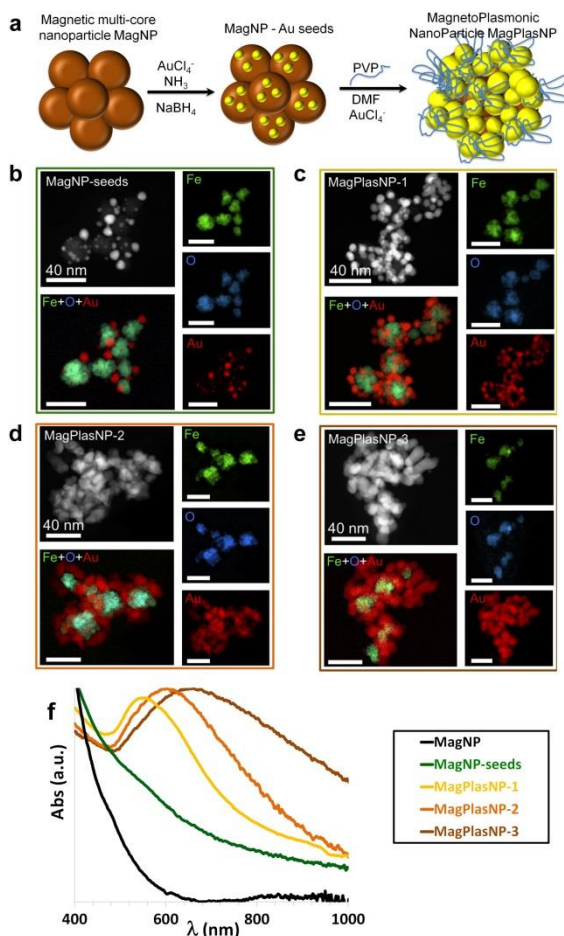 a
Magnetic multi-core
nanoparticle MagNP
AuCl₄⁻
NH₃
NaBH₄
MagNP - Au seeds
PVP
DMF
AuCl₄⁻
MagnetoPlasmonic
NanoParticle MagPlasNP
b
MagNP-seeds
40 nm
Fe+O+Au
Fe
O
Au
c
MagPlasNP-1
40 nm
Fe+O+Au
Fe
O
Au
d
MagPlasNP-2
40 nm
Fe+O+Au
Fe
O
Au
e
MagPlasNP-3
40 nm
Fe+O+Au
Fe
O
Au
f
Abs (a.u.)
400 600 800 1000
λ (nm)
MagNP
MagNP-seeds
MagPlasNP-1
MagPlasNP-2
MagPlasNP-3